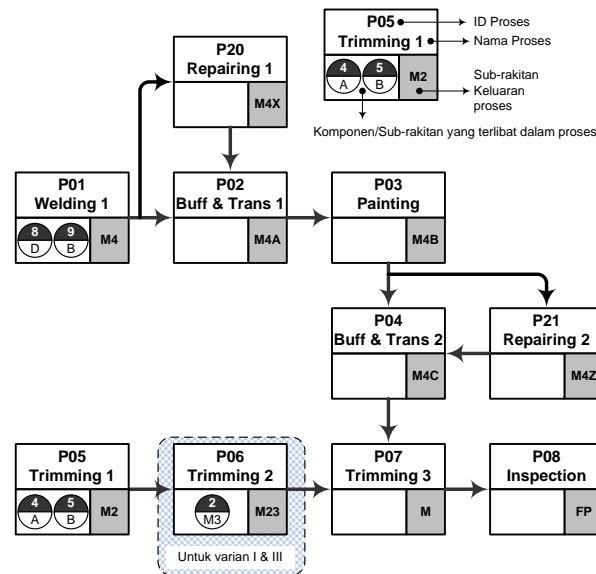 P05
ID Proses
Trimming 1
Nama Proses
4
A
5
B
M2
Sub-rakitan
Keluaran
proses
Komponen/Sub-rakitan yang terlibat dalam proses
P20
Repairing 1
M4X
P01
Welding 1
8
D
9
B
M4
P02
Buff & Trans 1
M4A
P03
Painting
M4B
P04
Buff & Trans 2
M4C
P21
Repairing 2
M4Z
P05
Trimming 1
4
A
5
B
M2
P06
Trimming 2
2
M3
M23
Untuk varian I & III
P07
Trimming 3
M
P08
Inspection
FP